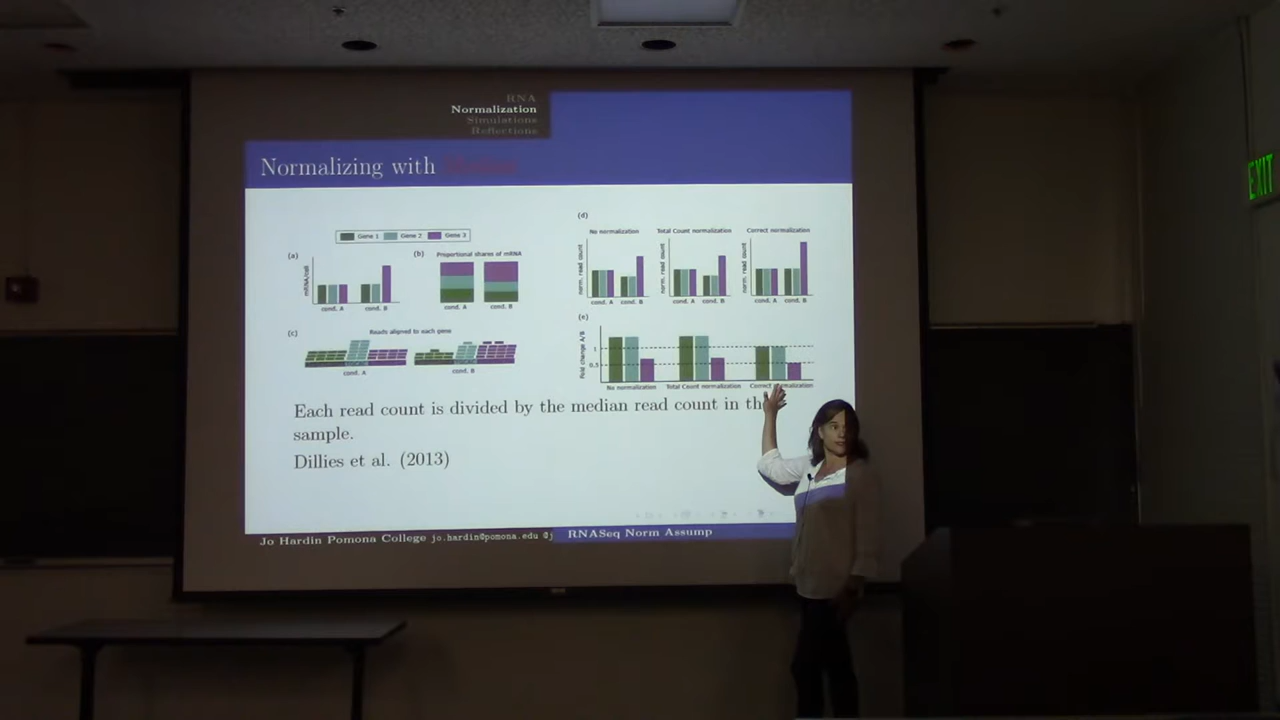 RNA
Normalization
Simulations
Reflections
Normalizing with
Gene 1 Gene 2 Gene 3
(a)
mRNA/cell
cond. A cond. B
(b)
Proportional shares of mRNA
cond. A cond. B
(c)
Reads aligned to each gene
cond. A cond. B
(d)
No normalization Total Count normalization Correct normalization
norm. read count norm. read count norm. read count
cond. A cond. B cond. A cond. B cond. A cond. B
(e)
Fold change A/B
1
0.5
No normalization Total Count normalization Correct normalization
Each read count is divided by the median read count in the
sample.
Dillies et al. (2013)
Jo Hardin Pomona College jo.hardin@pomona.edu @j RNASeq Norm Assump
EXIT